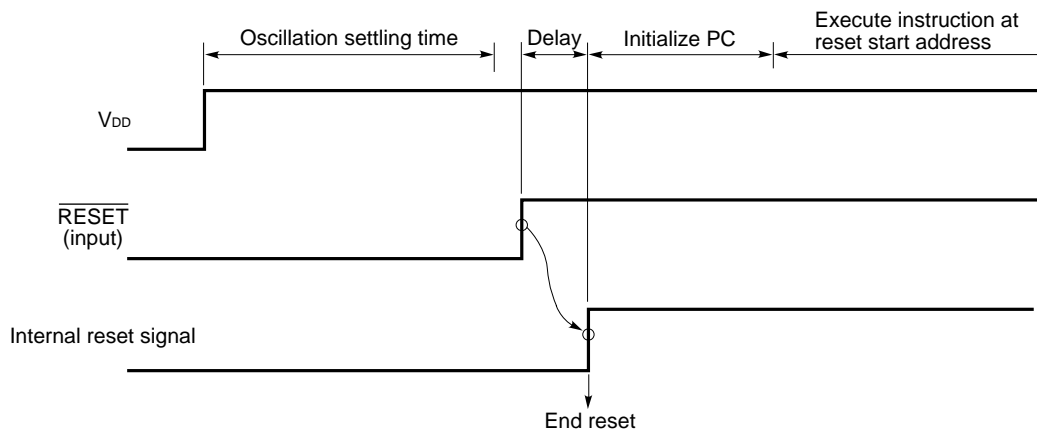 Oscillation settling time
Delay
Initialize PC
Execute instruction at
reset start address
VDD
RESET
(input)
Internal reset signal
End reset